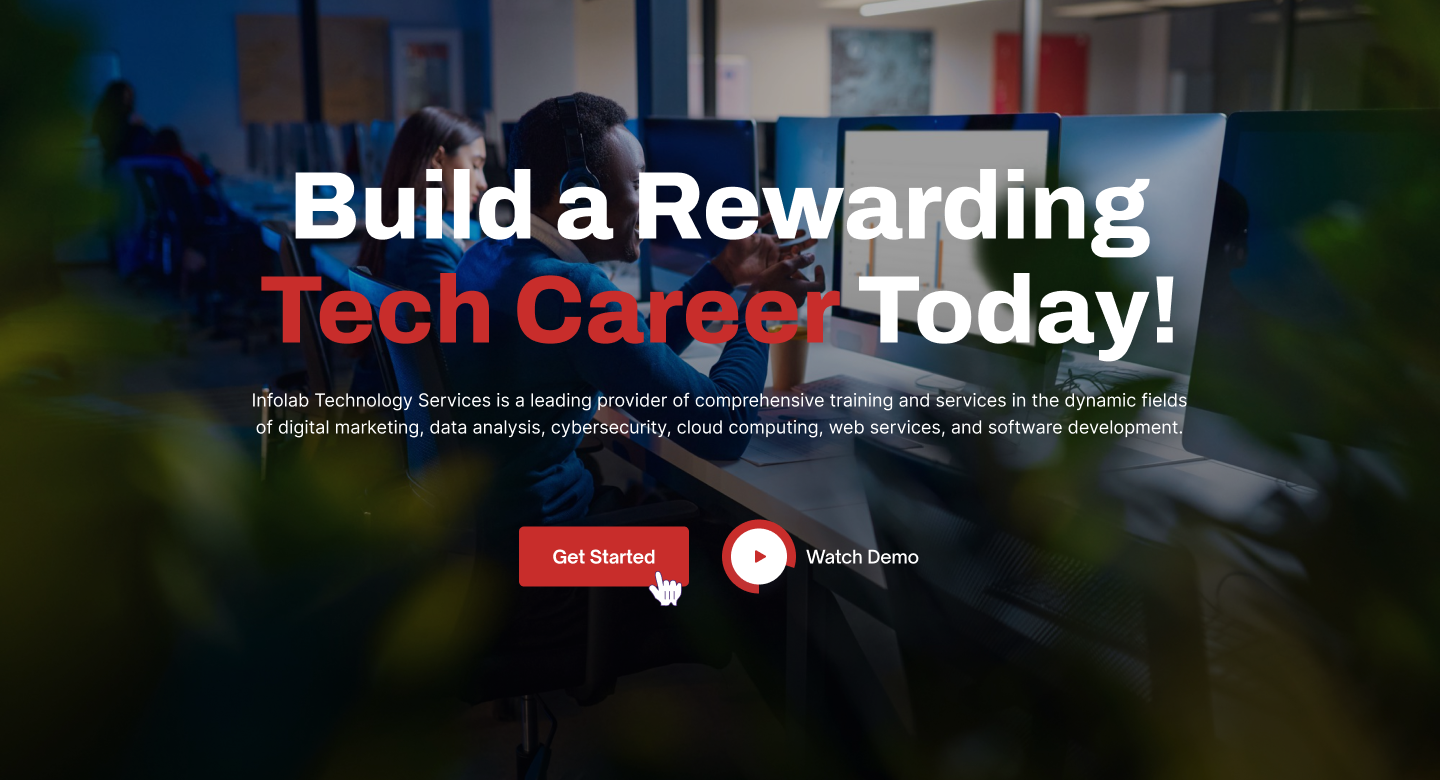 Build a Rewarding
Tech Career Today!
Infolab Technology Services is a leading provider of comprehensive training and services in the dynamic fields
of digital marketing, data analysis, cybersecurity, cloud computing, web services, and software development.
Get Started
Watch Demo